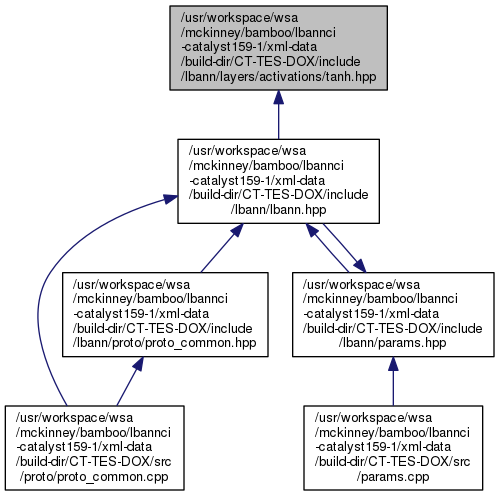 /usr/workspace/wsa
/mckinney/bamboo/lbannci
-catalyst159-1/xml-data
/build-dir/CT-TES-DOX/include
/lbann/layers/activations/tanh.hpp
/usr/workspace/wsa
/mckinney/bamboo/lbannci
-catalyst159-1/xml-data
/build-dir/CT-TES-DOX/include
/lbann/lbann.hpp
/usr/workspace/wsa
/mckinney/bamboo/lbannci
-catalyst159-1/xml-data
/build-dir/CT-TES-DOX/include
/lbann/proto/proto_common.hpp
/usr/workspace/wsa
/mckinney/bamboo/lbannci
-catalyst159-1/xml-data
/build-dir/CT-TES-DOX/include
/lbann/params.hpp
/usr/workspace/wsa
/mckinney/bamboo/lbannci
-catalyst159-1/xml-data
/build-dir/CT-TES-DOX/src
/proto/proto_common.cpp
/usr/workspace/wsa
/mckinney/bamboo/lbannci
-catalyst159-1/xml-data
/build-dir/CT-TES-DOX/src
/params.cpp